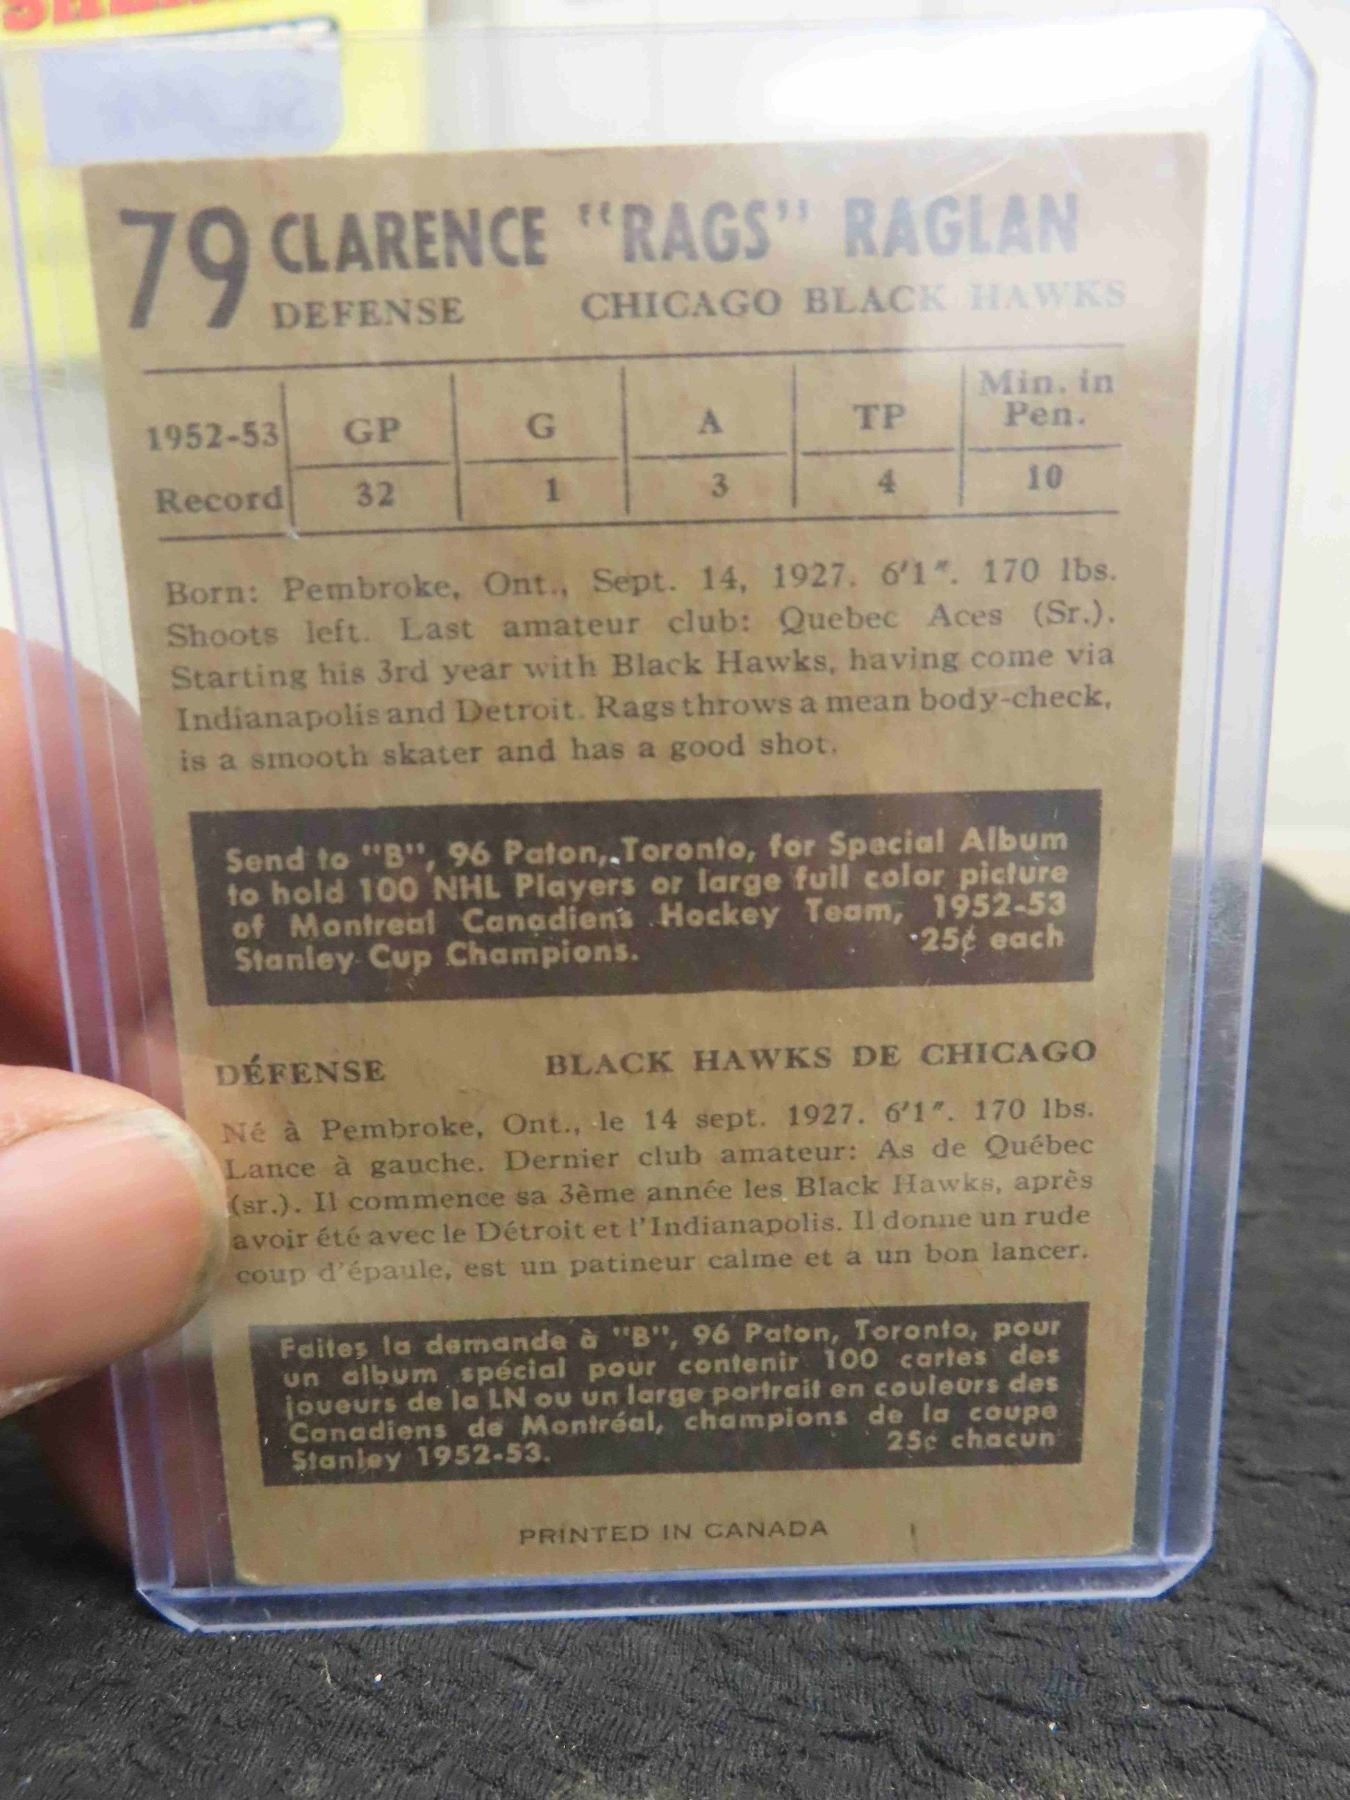 79 CLARENCE "RAGS" RAGLAN
DEFENSE CHICAGO BLACK HAWKS
1952-53 GP G A TP Min. in Pen.
Record 32 1 3 4 10
Born: Pembroke, Ont., Sept. 14, 1927. 6'1". 170 lbs.
Shoots left. Last amateur club: Quebec Aces (Sr.).
Starting his 3rd year with Black Hawks, having come via
Indianapolis and Detroit. Rags throws a mean body-check,
is a smooth skater and has a good shot.
Send to "B", 96 Paton, Toronto, for Special Album
to hold 100 NHL Players or large full color picture
of Montreal Canadiens Hockey Team, 1952-53
Stanley Cup Champions. 25¢ each
DÉFENSE BLACK HAWKS DE CHICAGO
Né à Pembroke, Ont., le 14 sept. 1927. 6'1". 170 lbs.
Lance à gauche. Dernier club amateur: As de Québec
(sr.). Il commence sa 3ème année les Black Hawks, après
avoir été avec le Détroit et l'Indianapolis. Il donne un rude
coup d'épaule, est un patineur calme et a un bon lancer.
Faites la demande à "B", 96 Paton, Toronto, pour
un album spécial pour contenir 100 cartes des
joueurs de la LN ou un large portrait en couleurs des
Canadiens de Montréal, champions de la coupe
Stanley 1952-53. 25¢ chacun
PRINTED IN CANADA